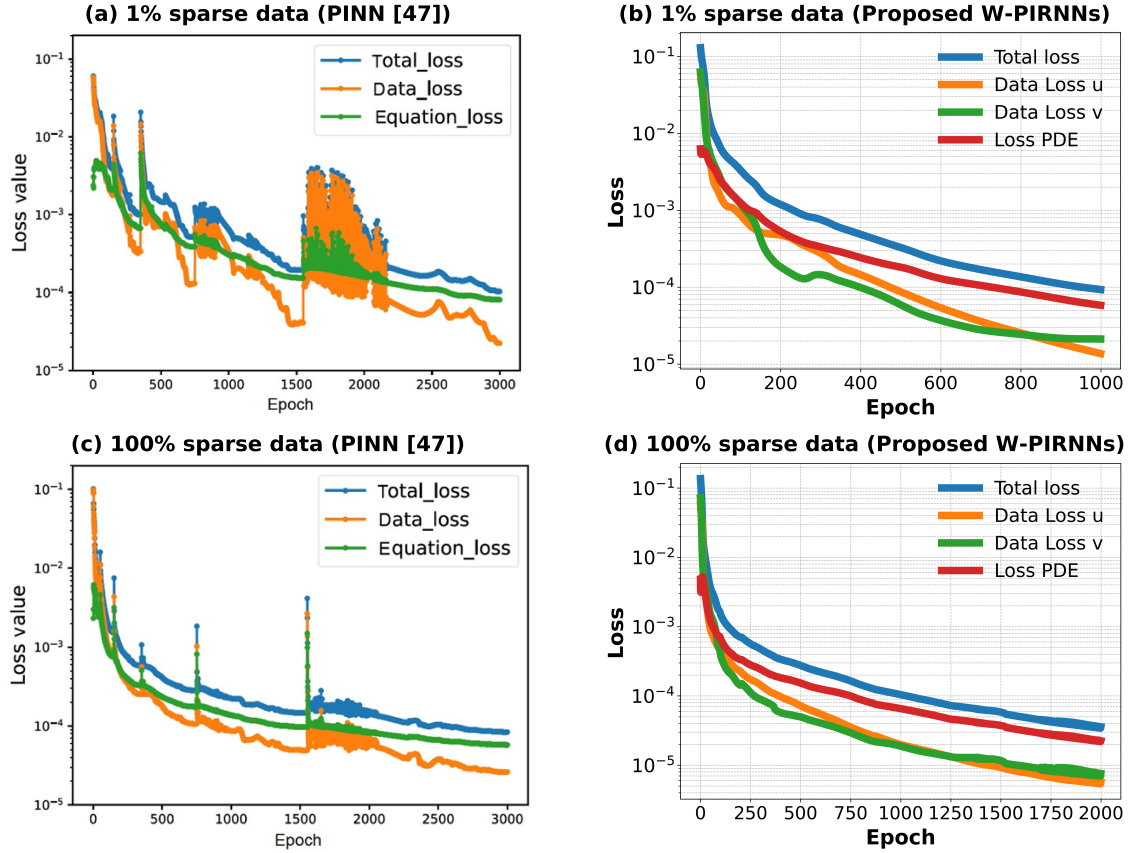 (a) 1% sparse data (PINN [47])
Total_loss
Data_loss
Equation_loss
Loss value
10⁻¹
10⁻²
10⁻³
10⁻⁴
10⁻⁵
0 500 1000 1500 2000 2500 3000
Epoch
(b) 1% sparse data (Proposed W-PIRNNs)
Total loss
Data Loss u
Data Loss v
Loss PDE
Loss
10⁻¹
10⁻²
10⁻³
10⁻⁴
10⁻⁵
0 200 400 600 800 1000
Epoch
(c) 100% sparse data (PINN [47])
Total_loss
Data_loss
Equation_loss
Loss value
10⁻¹
10⁻²
10⁻³
10⁻⁴
10⁻⁵
0 500 1000 1500 2000 2500 3000
Epoch
(d) 100% sparse data (Proposed W-PIRNNs)
Total loss
Data Loss u
Data Loss v
Loss PDE
Loss
10⁻¹
10⁻²
10⁻³
10⁻⁴
10⁻⁵
0 250 500 750 1000 1250 1500 1750 2000
Epoch